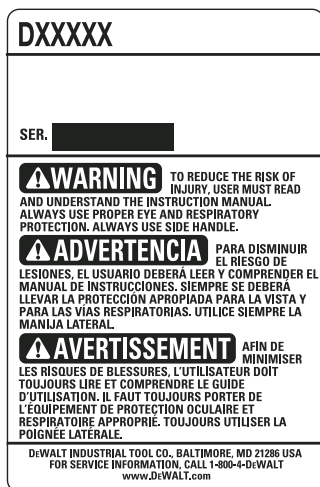 DXXXXX
SER.
⚠WARNING TO REDUCE THE RISK OF
INJURY, USER MUST READ
AND UNDERSTAND THE INSTRUCTION MANUAL.
ALWAYS USE PROPER EYE AND RESPIRATORY
PROTECTION. ALWAYS USE SIDE HANDLE.
⚠ADVERTENCIA PARA DISMINUIR
EL RIESGO DE
LESIONES, EL USUARIO DEBERÁ LEER Y COMPRENDER EL
MANUAL DE INSTRUCCIONES. SIEMPRE SE DEBERÁ
LLEVAR LA PROTECCIÓN APROPIADA PARA LA VISTA Y
PARA LAS VÍAS RESPIRATORIAS. UTILICE SIEMPRE LA
MANIJA LATERAL.
⚠AVERTISSEMENT AFIN DE
MINIMISER
LES RISQUES DE BLESSURES, L'UTILISATEUR DOIT
TOUJOURS LIRE ET COMPRENDRE LE GUIDE
D'UTILISATION. IL FAUT TOUJOURS PORTER DE
L'ÉQUIPEMENT DE PROTECTION OCULAIRE ET
RESPIRATOIRE APPROPRIÉ. TOUJOURS UTILISER LA
POIGNÉE LATÉRALE.
DEWALT INDUSTRIAL TOOL CO., BALTIMORE, MD 21286 USA
FOR SERVICE INFORMATION, CALL 1-800-4-DEWALT
www.DEWALT.com